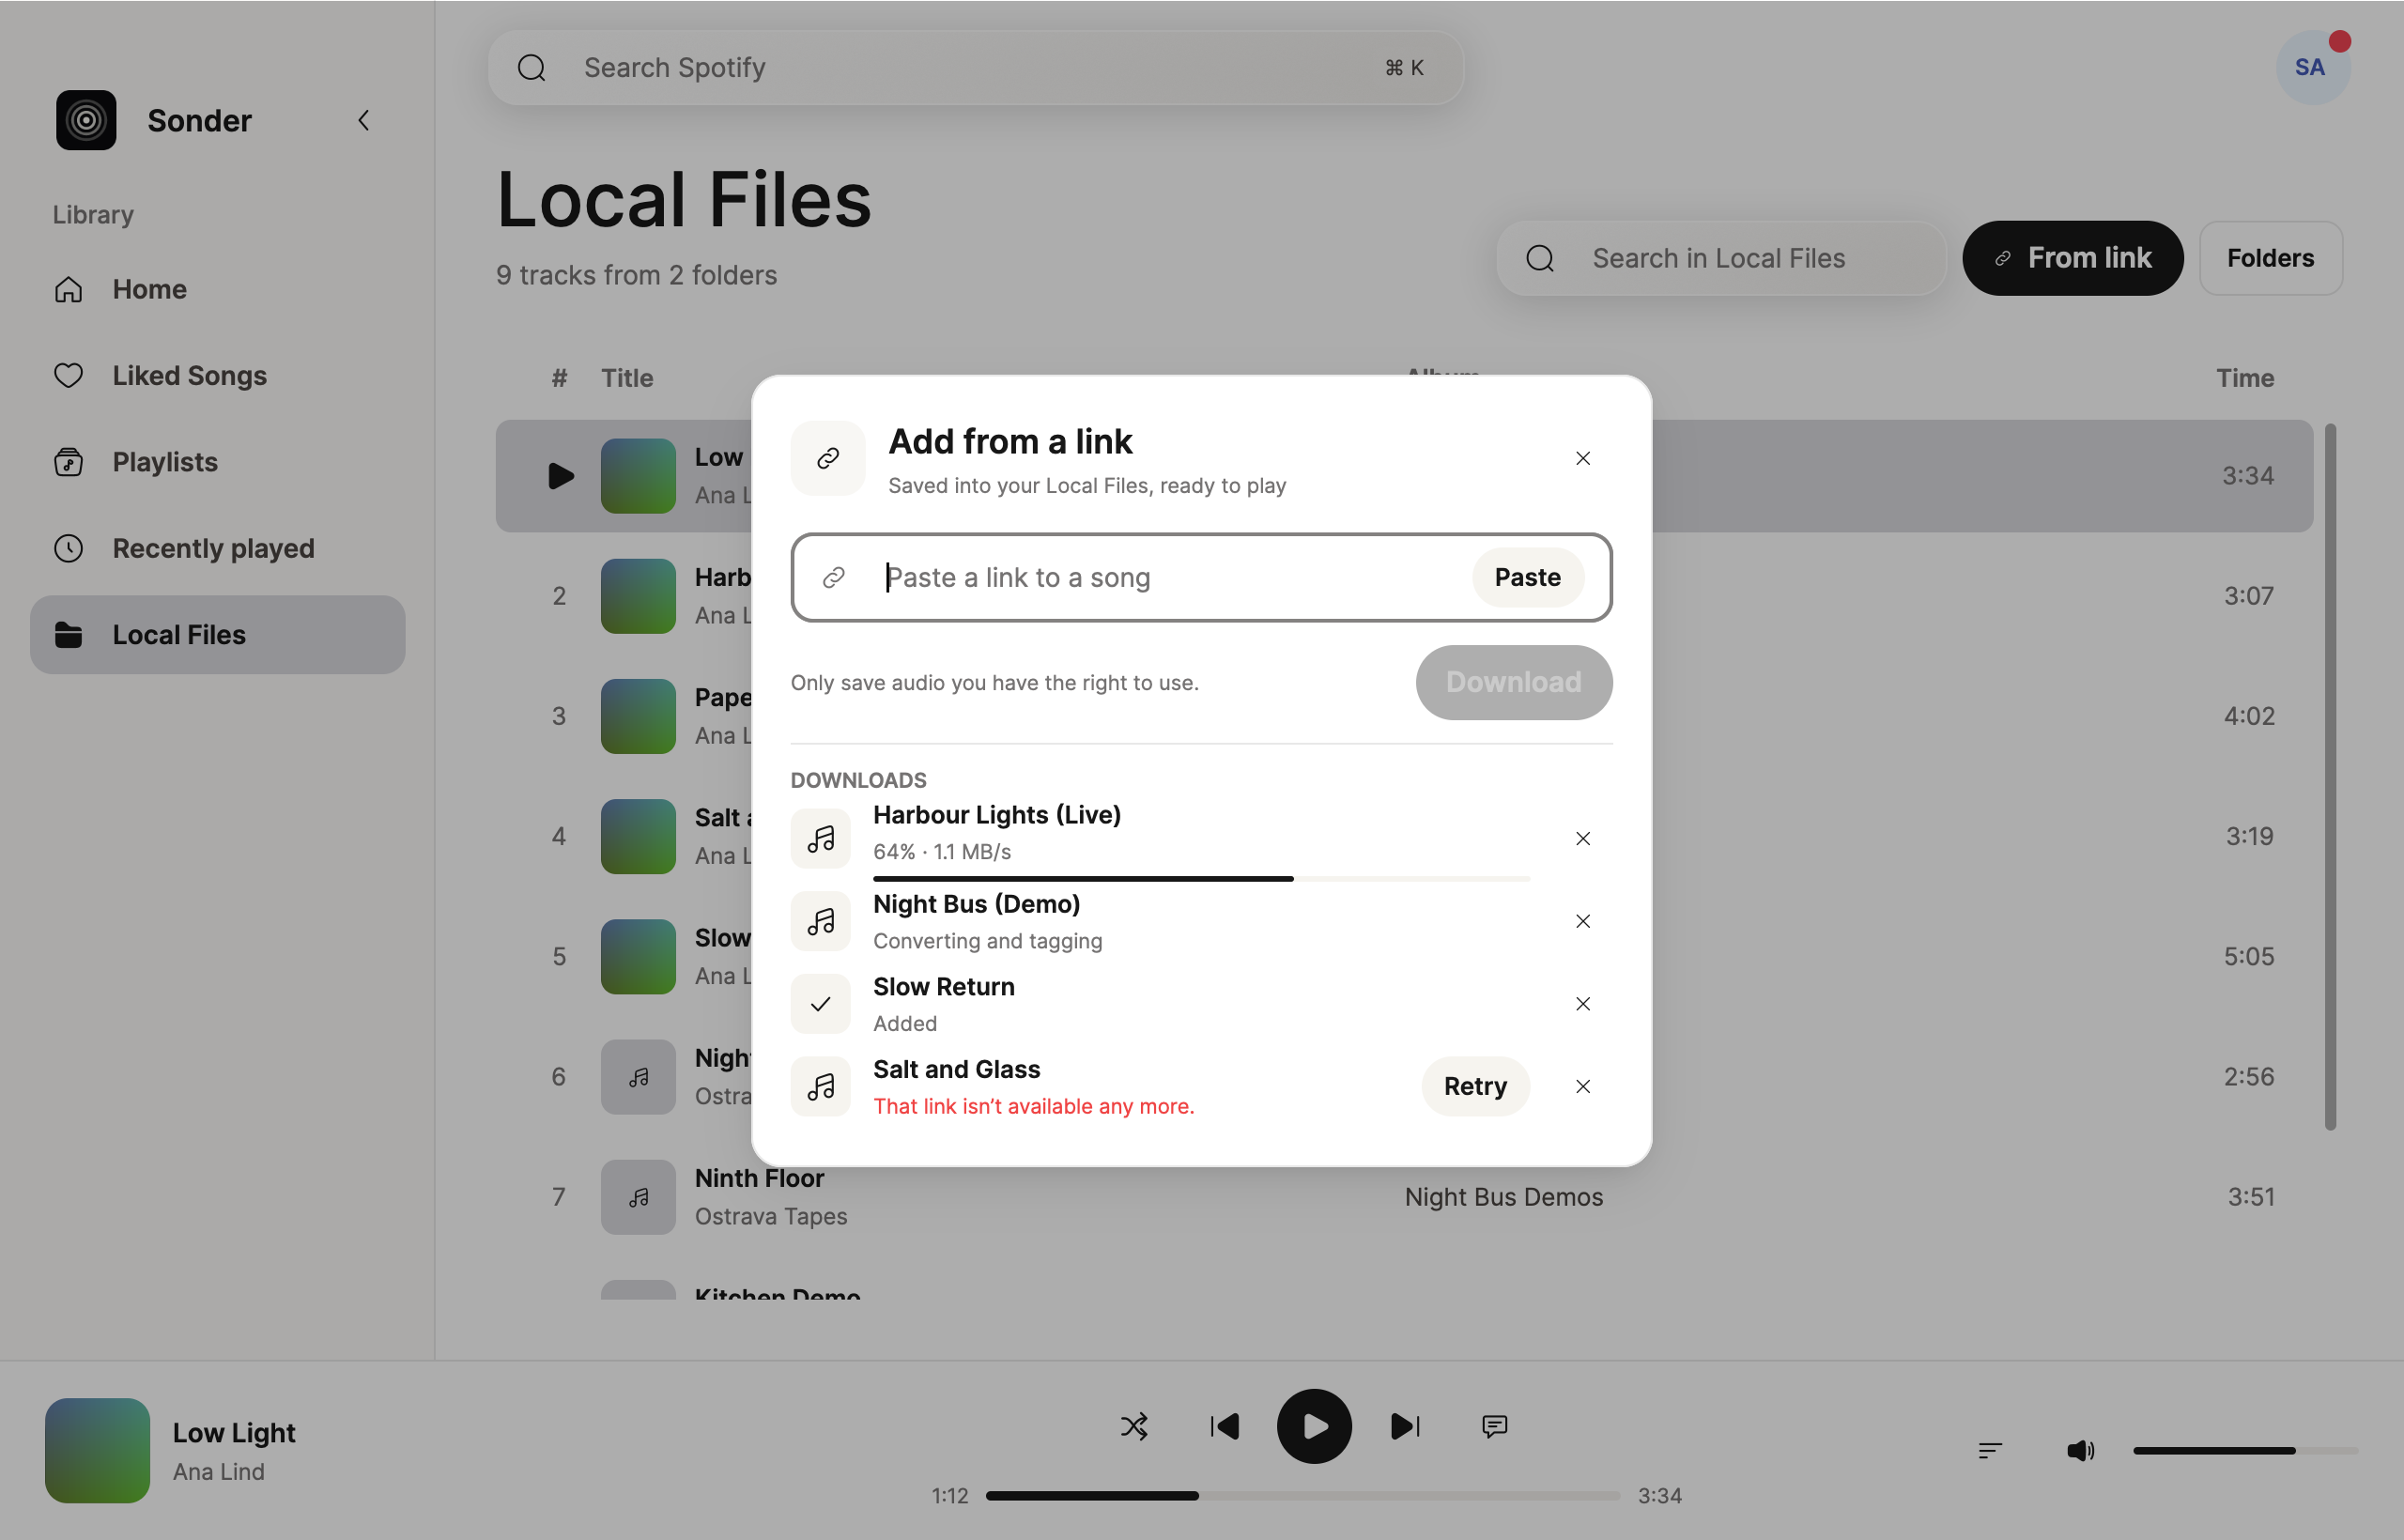 Search Spotify
⌘ K
SA
Sonder
Library
Home
Liked Songs
Playlists
Recently played
Local Files
Local Files
9 tracks from 2 folders
Search in Local Files
From link
Folders
# Title Time
Low
3:34
Ana
2
3:07
Ana
3
4:02
Ana
4 Salt
3:19
Ana
5 Slow
5:05
Ana
6
2:56
7 Ninth Floor
Ostrava Tapes
Night Bus Demos
3:51
Kitchen Demo
Add from a link
Saved into your Local Files, ready to play
Paste a link to a song
Paste
Only save audio you have the right to use.
Download
DOWNLOADS
Harbour Lights (Live)
64% · 1.1 MB/s
Night Bus (Demo)
Converting and tagging
Slow Return
Added
Salt and Glass
That link isn’t available any more.
Retry
Low Light
Ana Lind
1:12
3:34